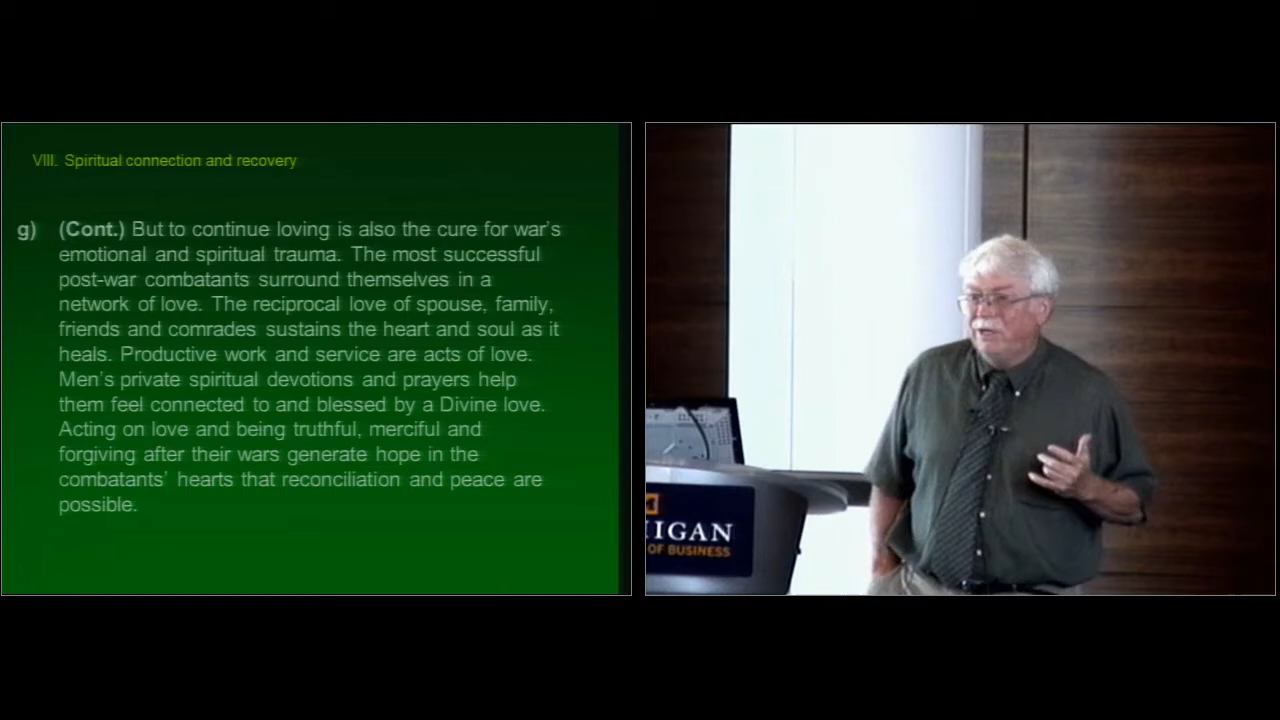 VIII. Spiritual connection and recovery
g) (Cont.) But to continue loving is also the cure for war's
emotional and spiritual trauma. The most successful
post-war combatants surround themselves in a
network of love. The reciprocal love of spouse, family,
friends and comrades sustains the heart and soul as it
heals. Productive work and service are acts of love.
Men's private spiritual devotions and prayers help
them feel connected to and blessed by a Divine love.
Acting on love and being truthful, merciful and
forgiving after their wars generate hope in the
combatants' hearts that reconciliation and peace are
possible.
HIGAN
OF BUSINESS